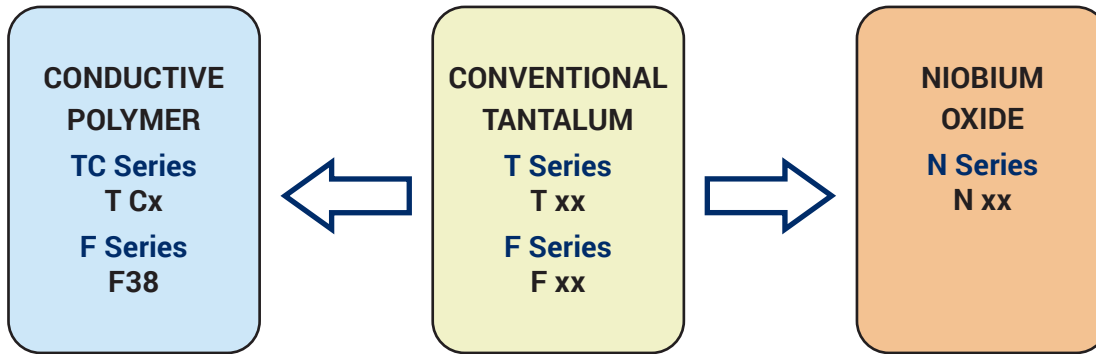 CONDUCTIVE
POLYMER
TC Series
T Cx
F Series
F38
CONVENTIONAL
TANTALUM
T Series
T xx
F Series
F xx
NIOBIUM
OXIDE
N Series
N xx